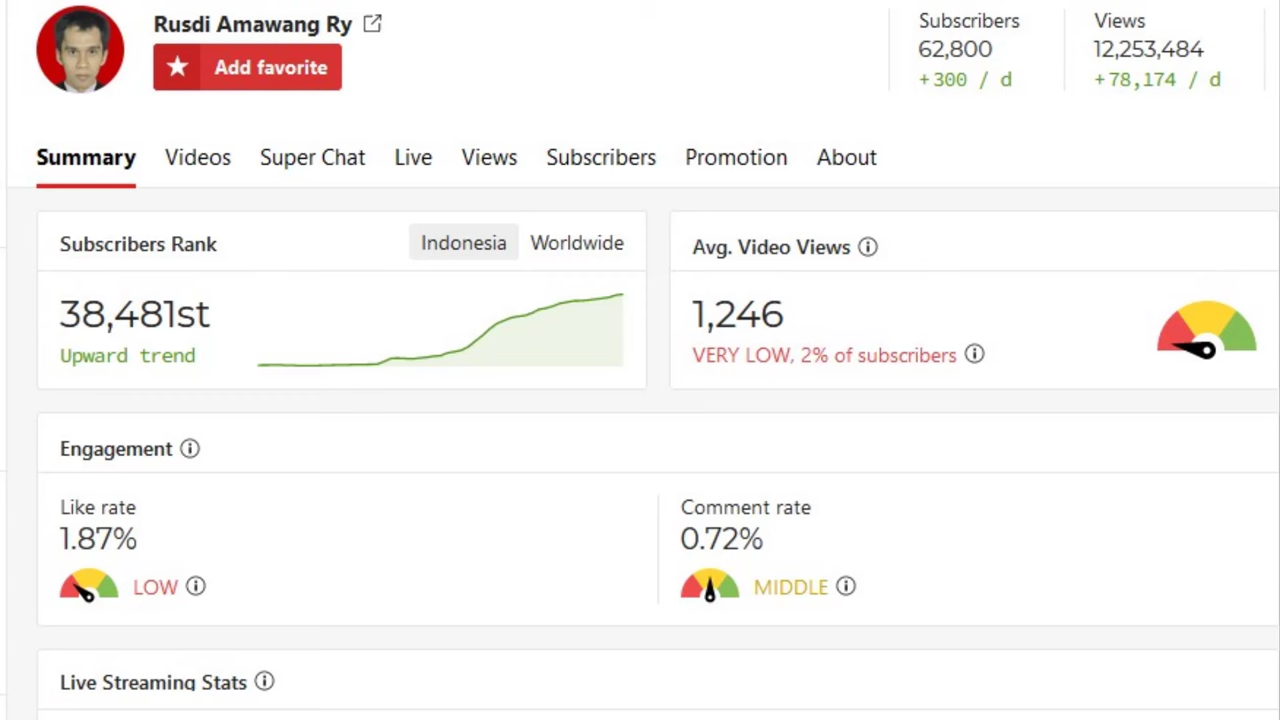 Rusdi Amawang Ry
Add favorite
Subscribers
62,800
+300 / d
Views
12,253,484
+78,174 / d
Summary Videos Super Chat Live Views Subscribers Promotion About
Subscribers Rank
Indonesia Worldwide
38,481st
Upward trend
Avg. Video Views
1,246
VERY LOW, 2% of subscribers
Engagement
Like rate
1.87%
LOW
Comment rate
0.72%
MIDDLE
Live Streaming Stats